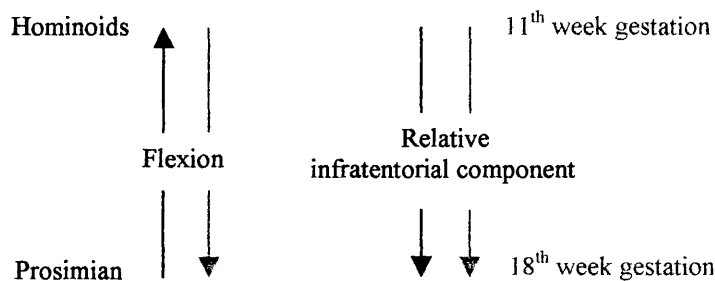 Hominoids
11th week gestation
Flexion
Relative
infratentorial component
Prosimian
18th week gestation